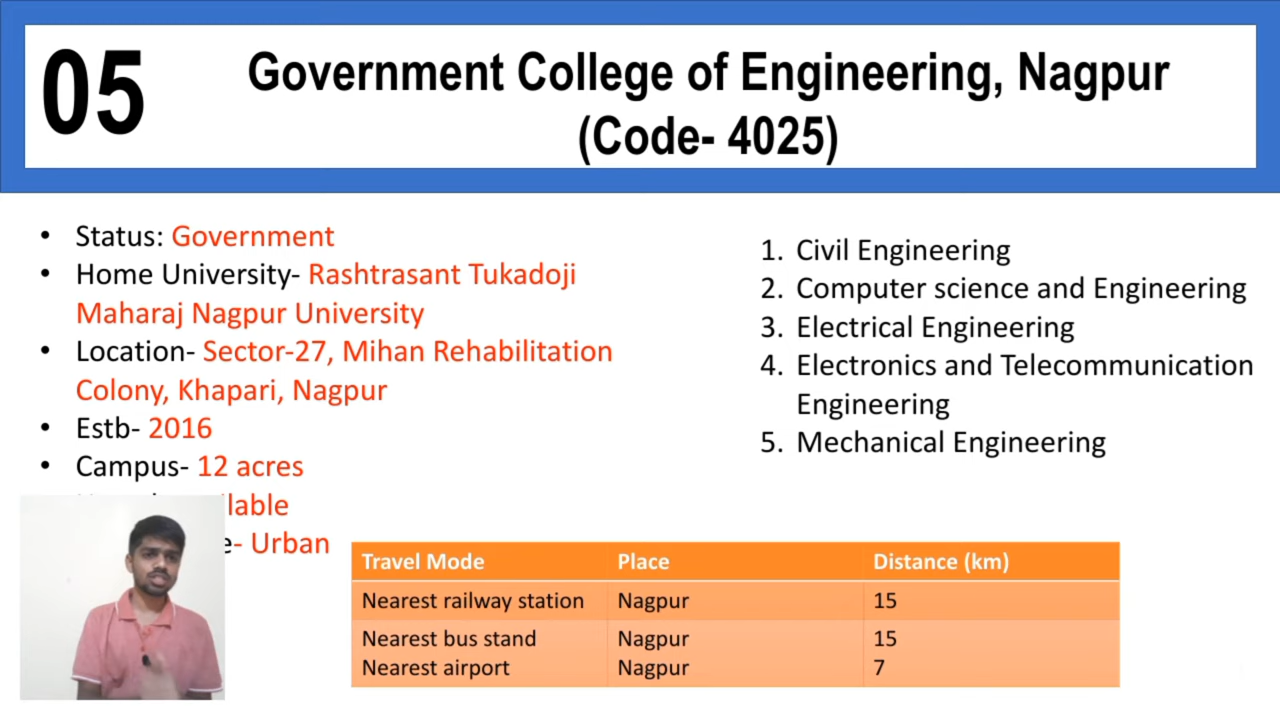 05
Government College of Engineering, Nagpur
(Code- 4025)
• Status: Government
• Home University- Rashtrasant Tukadoji
Maharaj Nagpur University
• Location- Sector-27, Mihan Rehabilitation
Colony, Khapari, Nagpur
• Estb- 2016
• Campus- 12 acres
- Urban
1. Civil Engineering
2. Computer science and Engineering
3. Electrical Engineering
4. Electronics and Telecommunication
Engineering
5. Mechanical Engineering
Travel Mode Place Distance (km)
Nearest railway station Nagpur 15
Nearest bus stand Nagpur 15
Nearest airport Nagpur 7